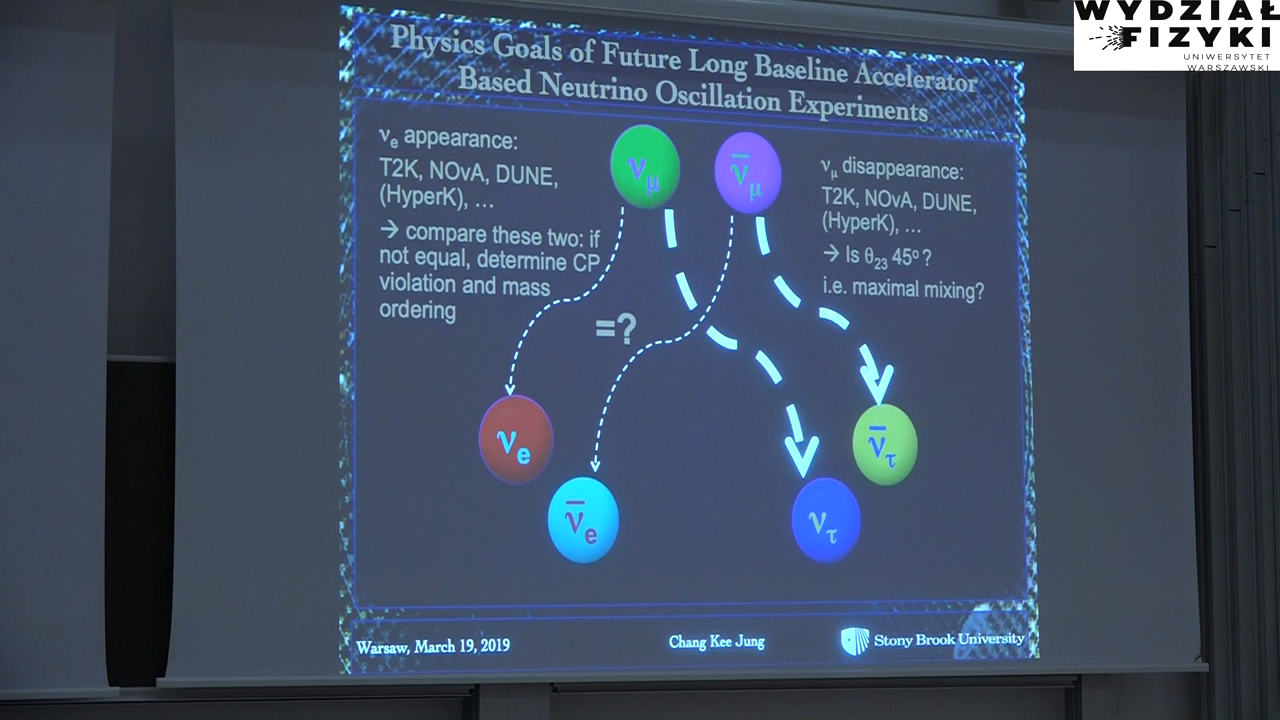 WYDZIAŁ
FIZYKI
UNIWERSYTET
WARSZAWSKI
Physics Goals of Future Long Baseline Accelerator
Based Neutrino Oscillation Experiments
νe appearance:
T2K, NOvA, DUNE,
(HyperK), ...
→ compare these two: if
not equal, determine CP
violation and mass
ordering
νμ
ν̄μ
νμ disappearance:
T2K, NOvA, DUNE,
(HyperK), ...
→ Is θ23 45º ?
i.e. maximal mixing?
=?
νe
ν̄e
ν̄τ
ντ
Warsaw, March 19, 2019
Chang Kee Jung
Stony Brook University